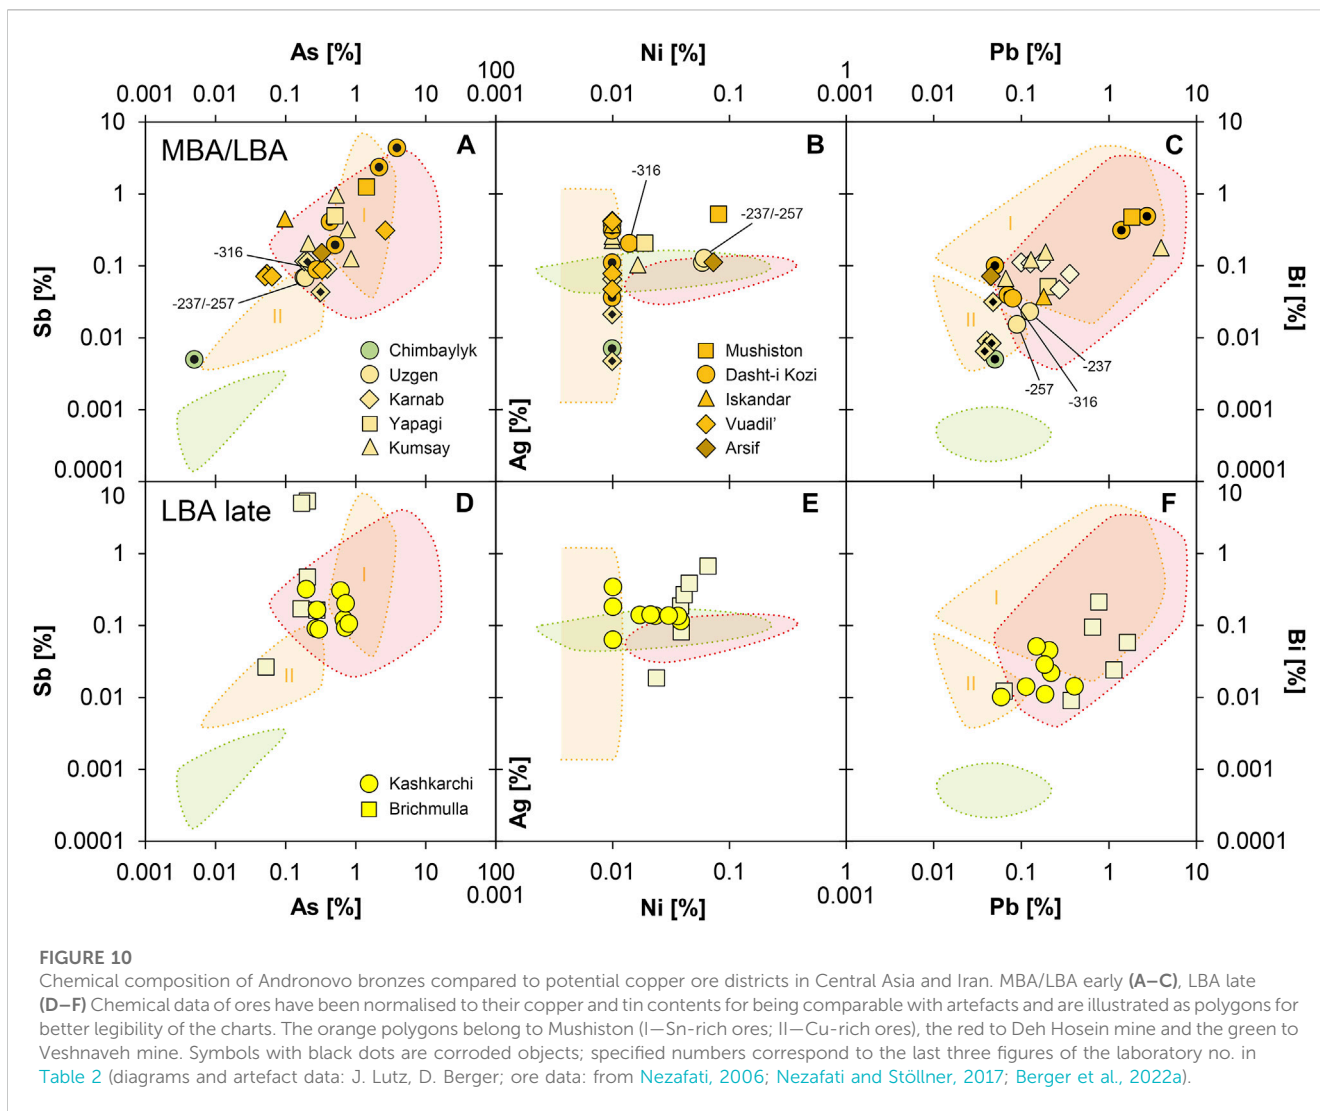 As [%]
Ni [%]
Pb [%]
0.001 0.1 1 10 100
0.001 0.01 0.1 1
0.001 0.01 0.1 1 10
10
1
0.1
0.01
0.001
0.0001
Sb [%]
MBA/LBA
A
I
II
-316
-237/-257
Chimbaylyk
Uzgen
Karnab
Yapagi
Kumsay
B
-316
-237/-257
Ag [%]
Mushiston
Dasht-i Kozi
Iskandar
Vuadil’
Arsif
C
I
II
-237
-257
-316
10
1
0.1
0.01
0.001
0.0001
Bi [%]
10
1
0.1
0.01
0.001
0.0001
Sb [%]
LBA late
D
I
II
Kashkarchi
Brichmulla
E
Ag [%]
F
I
II
10
1
0.1
0.01
0.001
0.0001
Bi [%]
0.001 0.1 1 10 100
0.001 0.01 0.1 1
0.001 0.01 0.1 1 10
As [%]
Ni [%]
Pb [%]
FIGURE 10
Chemical composition of Andronovo bronzes compared to potential copper ore districts in Central Asia and Iran. MBA/LBA early (A–C), LBA late
(D–F) Chemical data of ores have been normalised to their copper and tin contents for being comparable with artefacts and are illustrated as polygons for
better legibility of the charts. The orange polygons belong to Mushiston (I—Sn-rich ores; II—Cu-rich ores), the red to Deh Hosein mine and the green to
Veshnaveh mine. Symbols with black dots are corroded objects; specified numbers correspond to the last three figures of the laboratory no. in
Table 2 (diagrams and artefact data: J. Lutz, D. Berger; ore data: from Nezafati, 2006; Nezafati and Stöllner, 2017; Berger et al., 2022a).